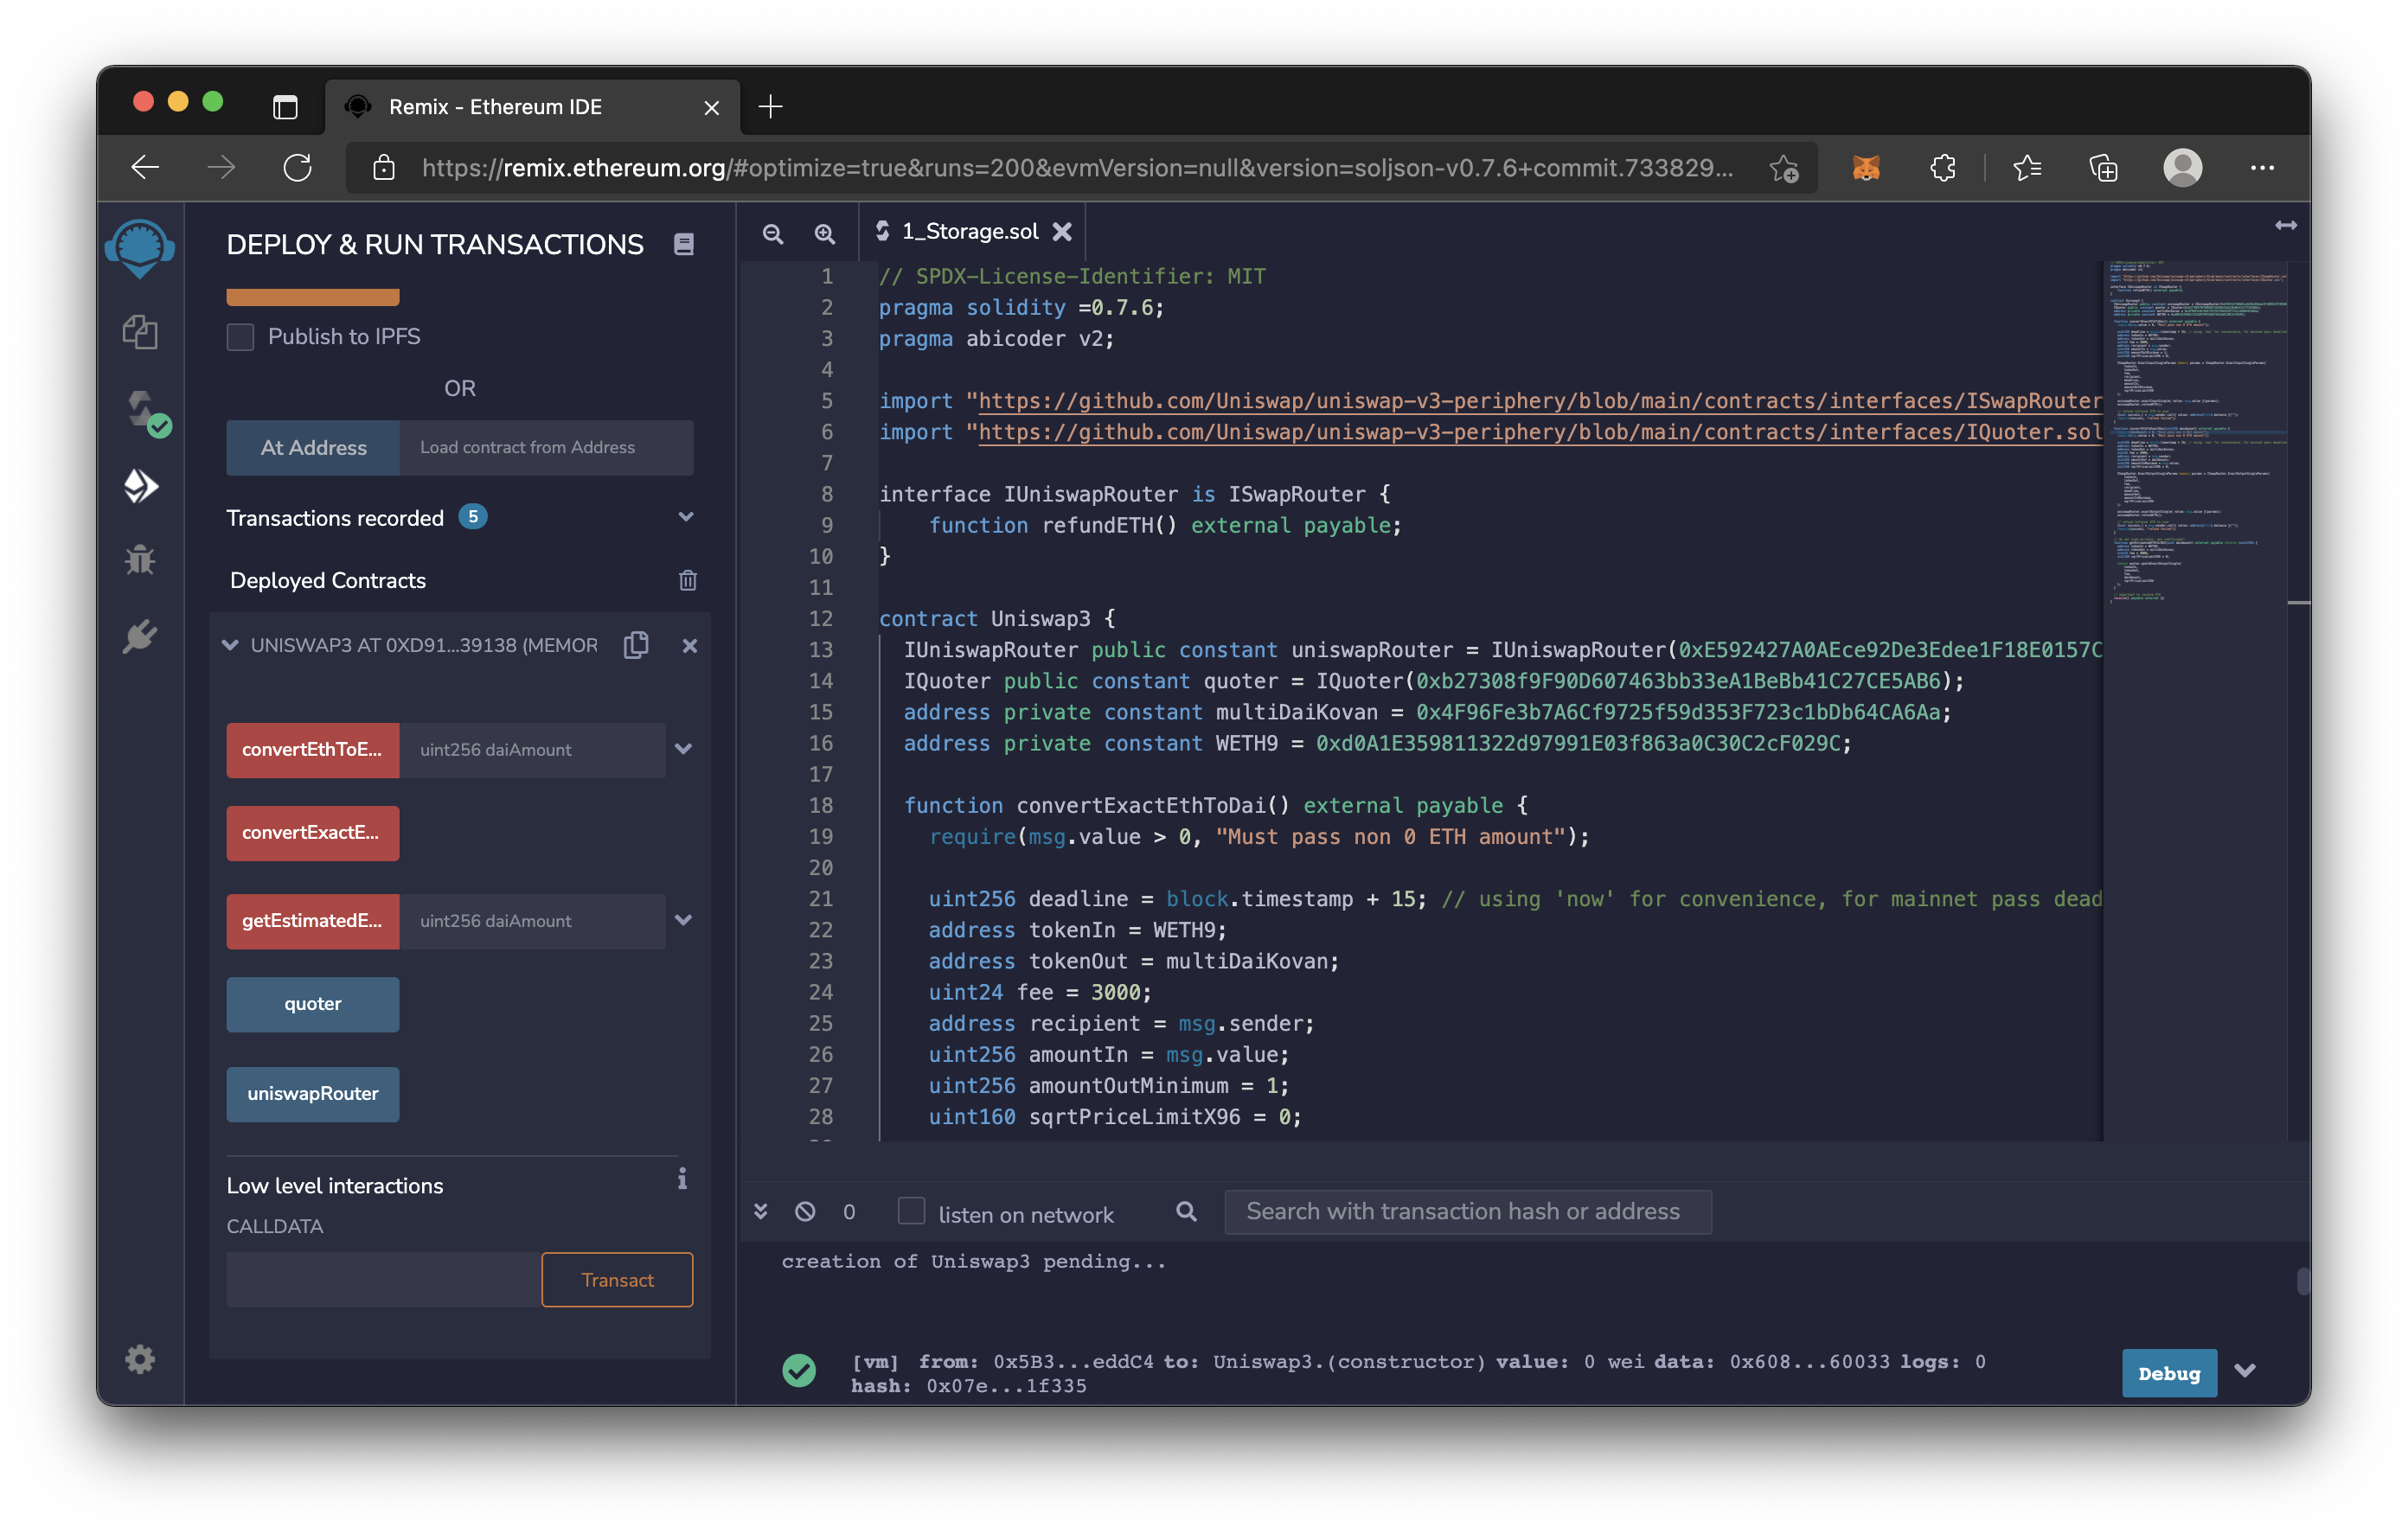 Remix - Ethereum IDE
https://remix.ethereum.org/#optimize=true&runs=200&evmVersion=null&version=soljson-v0.7.6+commit.733829...
DEPLOY & RUN TRANSACTIONS
Publish to IPFS
OR
At Address Load contract from Address
Transactions recorded 5
Deployed Contracts
UNISWAP3 AT 0XD91...39138 (MEMOR
convertEthToE... uint256 daiAmount
convertExactE...
getEstimatedE... uint256 daiAmount
quoter
uniswapRouter
Low level interactions
CALLDATA
Transact
1_Storage.sol
1 // SPDX-License-Identifier: MIT
2 pragma solidity =0.7.6;
3 pragma abicoder v2;
4
5 import "https://github.com/Uniswap/uniswap-v3-periphery/blob/main/contracts/interfaces/ISwapRouter
6 import "https://github.com/Uniswap/uniswap-v3-periphery/blob/main/contracts/interfaces/IQuoter.sol
7
8 interface IUniswapRouter is ISwapRouter {
9 function refundETH() external payable;
10 }
11
12 contract Uniswap3 {
13 IUniswapRouter public constant uniswapRouter = IUniswapRouter(0xE592427A0AEce92De3Edee1F18E0157C
14 IQuoter public constant quoter = IQuoter(0xb27308f9F90D607463bb33eA1BeBb41C27CE5AB6);
15 address private constant multiDaiKovan = 0x4F96Fe3b7A6Cf9725f59d353F723c1bDb64CA6Aa;
16 address private constant WETH9 = 0xd0A1E359811322d97991E03f863a0C30C2cF029C;
17
18 function convertExactEthToDai() external payable {
19 require(msg.value > 0, "Must pass non 0 ETH amount");
20
21 uint256 deadline = block.timestamp + 15; // using 'now' for convenience, for mainnet pass dead
22 address tokenIn = WETH9;
23 address tokenOut = multiDaiKovan;
24 uint24 fee = 3000;
25 address recipient = msg.sender;
26 uint256 amountIn = msg.value;
27 uint256 amountOutMinimum = 1;
28 uint160 sqrtPriceLimitX96 = 0;
0 listen on network Search with transaction hash or address
creation of Uniswap3 pending...
[vm] from: 0x5B3...eddC4 to: Uniswap3.(constructor) value: 0 wei data: 0x608...60033 logs: 0
hash: 0x07e...1f335
Debug